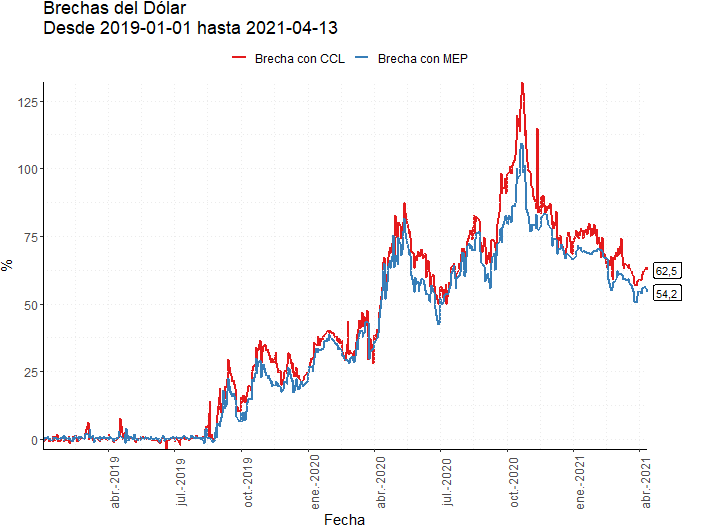 Brechas del Dólar
Desde 2019-01-01 hasta 2021-04-13
Brecha con CCL
Brecha con MEP
%
125
100
75
50
25
0
62,5
54,2
abr.-2019
jul.-2019
oct.-2019
ene.-2020
abr.-2020
jul.-2020
oct.-2020
ene.-2021
abr.-2021
Fecha